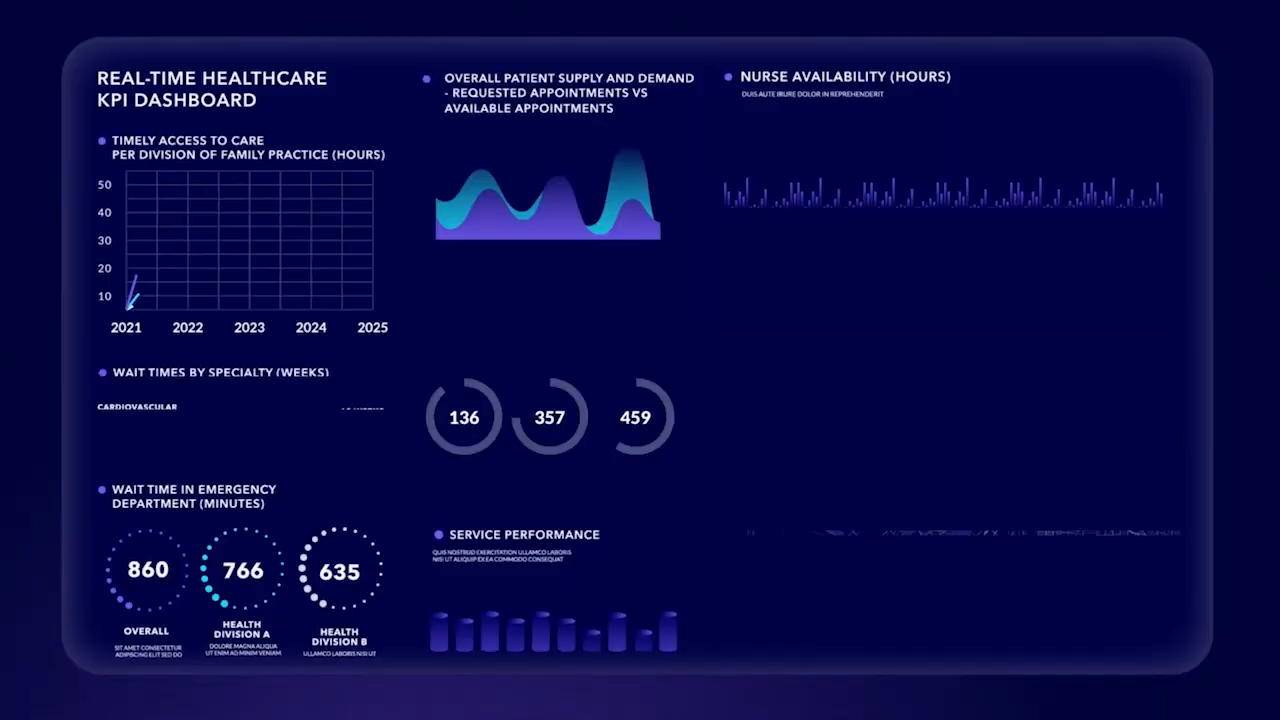 REAL-TIME HEALTHCARE
KPI DASHBOARD
TIMELY ACCESS TO CARE
PER DIVISION OF FAMILY PRACTICE (HOURS)
50
40
30
20
10
2021 2022 2023 2024 2025
WAIT TIMES BY SPECIALTY (WEEKS)
CARDIOVASCULAR
WAIT TIME IN EMERGENCY
DEPARTMENT (MINUTES)
860 766 635
OVERALL
SIT AMET CONSECTETUR
ADIPISCING ELIT SED DO
HEALTH
DIVISION A
DOLORE MAGNA ALIQUA
UT ENIM AD MINIM VENIAM
HEALTH
DIVISION B
ULLAMCO LABORIS NISI UT
OVERALL PATIENT SUPPLY AND DEMAND
- REQUESTED APPOINTMENTS VS
AVAILABLE APPOINTMENTS
136 357 459
SERVICE PERFORMANCE
QUIS NOSTRUD EXERCITATION ULLAMCO LABORIS
NISI UT ALIQUIP EX EA COMMODO CONSEQUAT
NURSE AVAILABILITY (HOURS)
DUIS AUTE IRURE DOLOR IN REPREHENDERIT